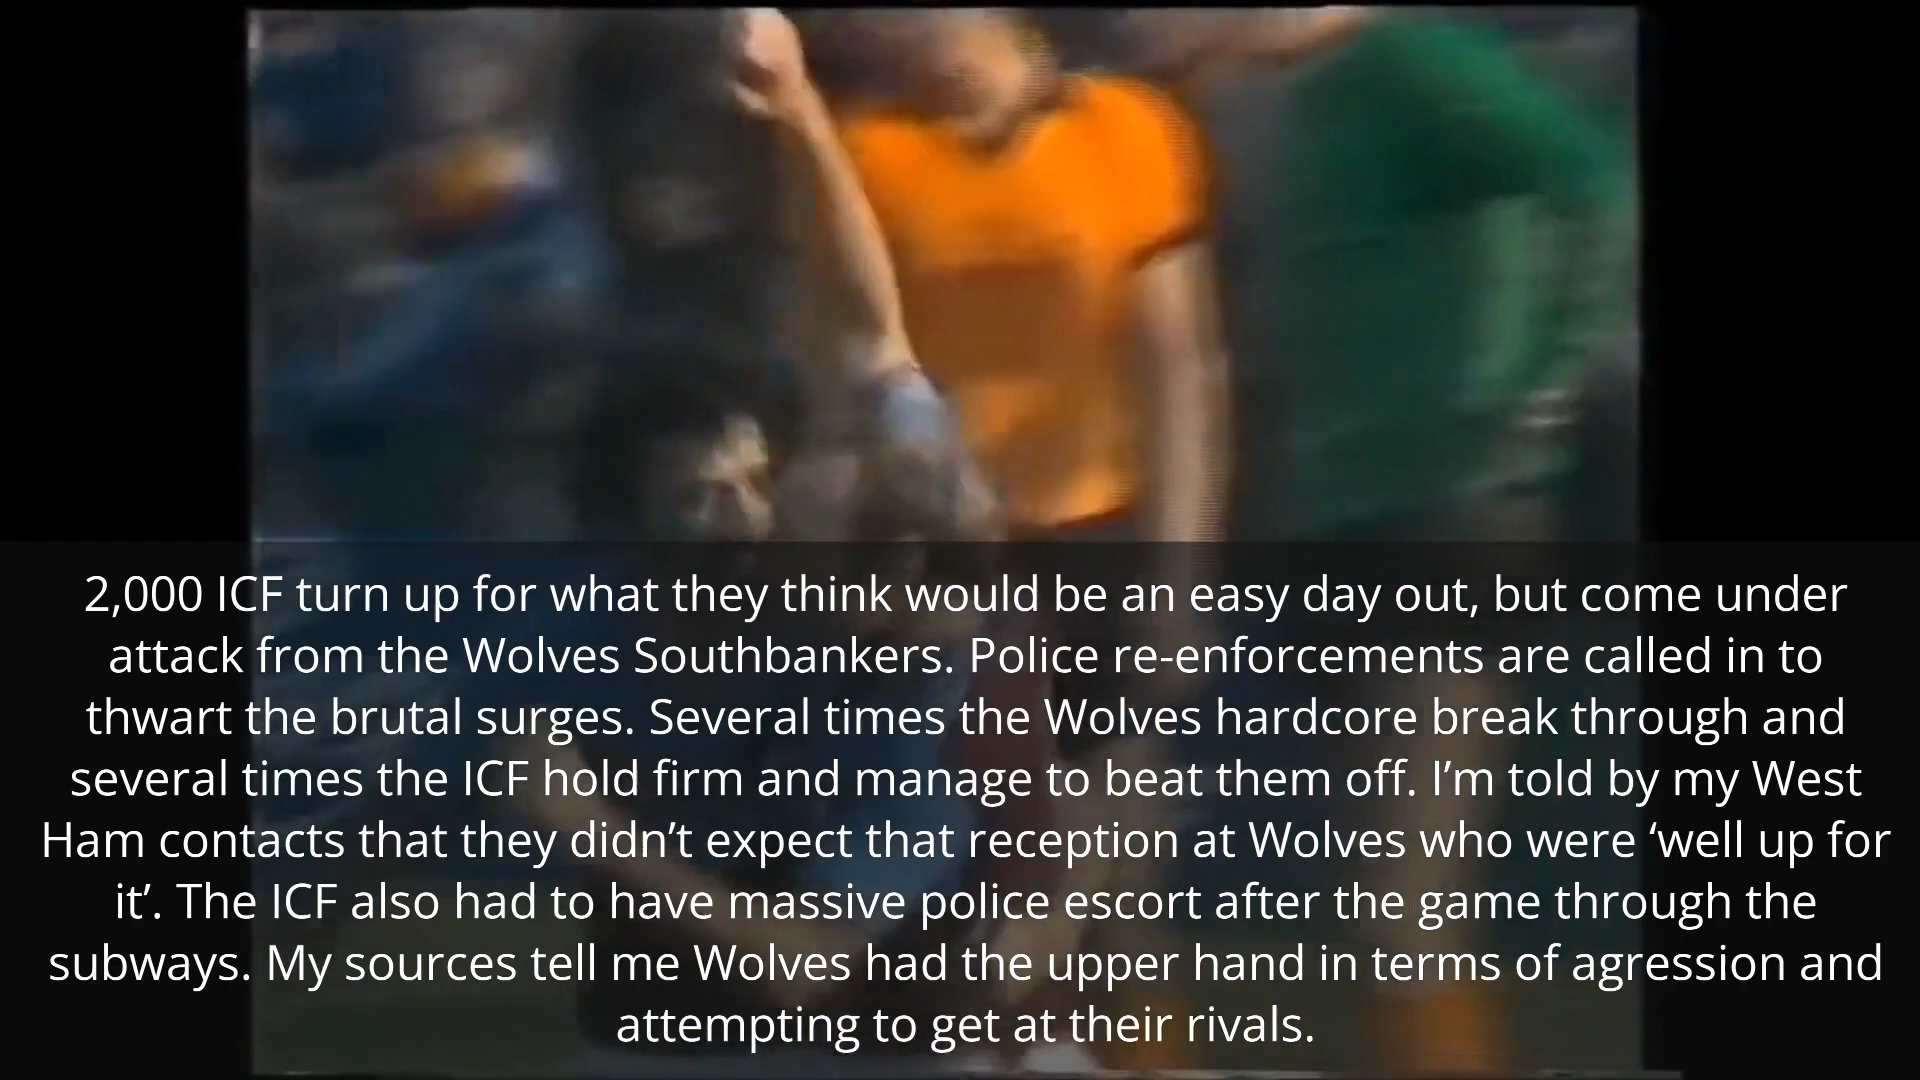 2,000 ICF turn up for what they think would be an easy day out, but come under
attack from the Wolves Southbankers. Police re-enforcements are called in to
thwart the brutal surges. Several times the Wolves hardcore break through and
several times the ICF hold firm and manage to beat them off. I’m told by my West
Ham contacts that they didn’t expect that reception at Wolves who were ‘well up for
it’. The ICF also had to have massive police escort after the game through the
subways. My sources tell me Wolves had the upper hand in terms of agression and
attempting to get at their rivals.